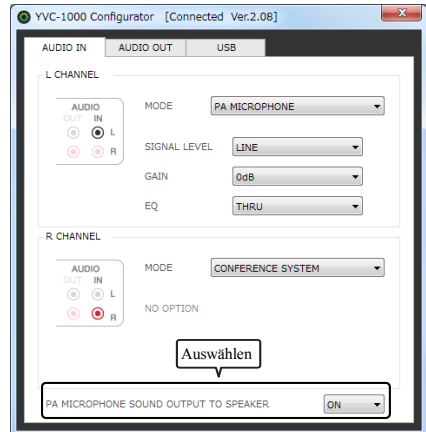 YVC-1000 Configurator [Connected Ver.2.08]
AUDIO IN AUDIO OUT USB
L CHANNEL
AUDIO
OUT IN
L
R
MODE PA MICROPHONE
SIGNAL LEVEL LINE
GAIN 0dB
EQ THRU
R CHANNEL
AUDIO
OUT IN
L
R
MODE CONFERENCE SYSTEM
NO OPTION
Auswählen
PA MICROPHONE SOUND OUTPUT TO SPEAKER ON